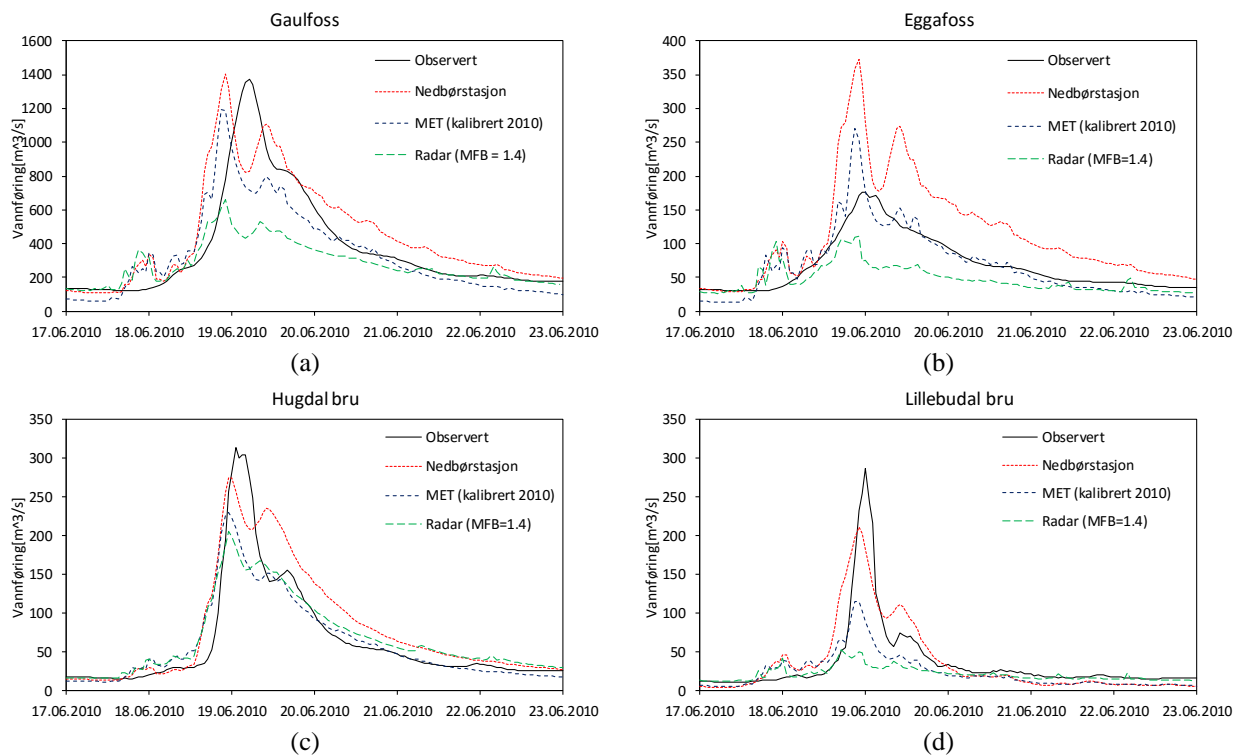 Gaulfoss
Vannføring[m^3/s]
1600
1400
1200
1000
800
600
400
200
0
Observert
Nedbørstasjon
MET (kalibrert 2010)
Radar (MFB = 1.4)
17.06.2010 18.06.2010 19.06.2010 20.06.2010 21.06.2010 22.06.2010 23.06.2010
(a)
Eggafoss
Vannføring[m^3/s]
400
350
300
250
200
150
100
50
0
Observert
Nedbørstasjon
MET (kalibrert 2010)
Radar (MFB=1.4)
17.06.2010 18.06.2010 19.06.2010 20.06.2010 21.06.2010 22.06.2010 23.06.2010
(b)
Hugdal bru
Vannføring[m^3/s]
350
300
250
200
150
100
50
0
Observert
Nedbørstasjon
MET (kalibrert 2010)
Radar (MFB=1.4)
17.06.2010 18.06.2010 19.06.2010 20.06.2010 21.06.2010 22.06.2010 23.06.2010
(c)
Lillebudal bru
Vannføring[m^3/s]
350
300
250
200
150
100
50
0
Observert
Nedbørstasjon
MET (kalibrert 2010)
Radar (MFB=1.4)
17.06.2010 18.06.2010 19.06.2010 20.06.2010 21.06.2010 22.06.2010 23.06.2010
(d)